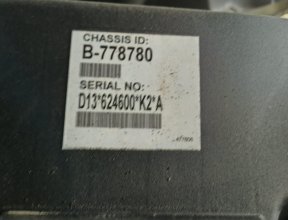 CHASSIS ID:
B-778780
SERIAL NO:
D13*624600*K2*A